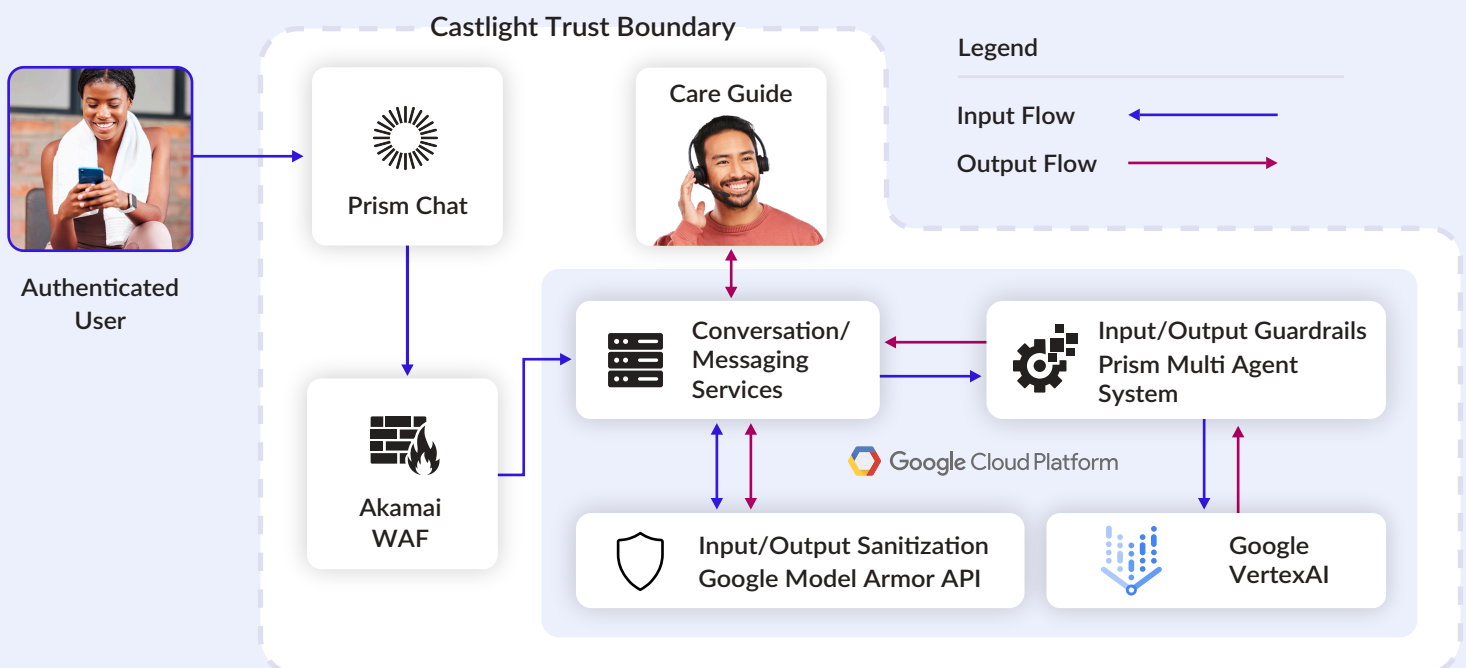 Castlight Trust Boundary
Legend
Input Flow
Output Flow
Authenticated
User
Prism Chat
Care Guide
Akamai
WAF
Conversation/
Messaging
Services
Input/Output Guardrails
Prism Multi Agent
System
Google Cloud Platform
Input/Output Sanitization
Google Model Armor API
Google
VertexAI